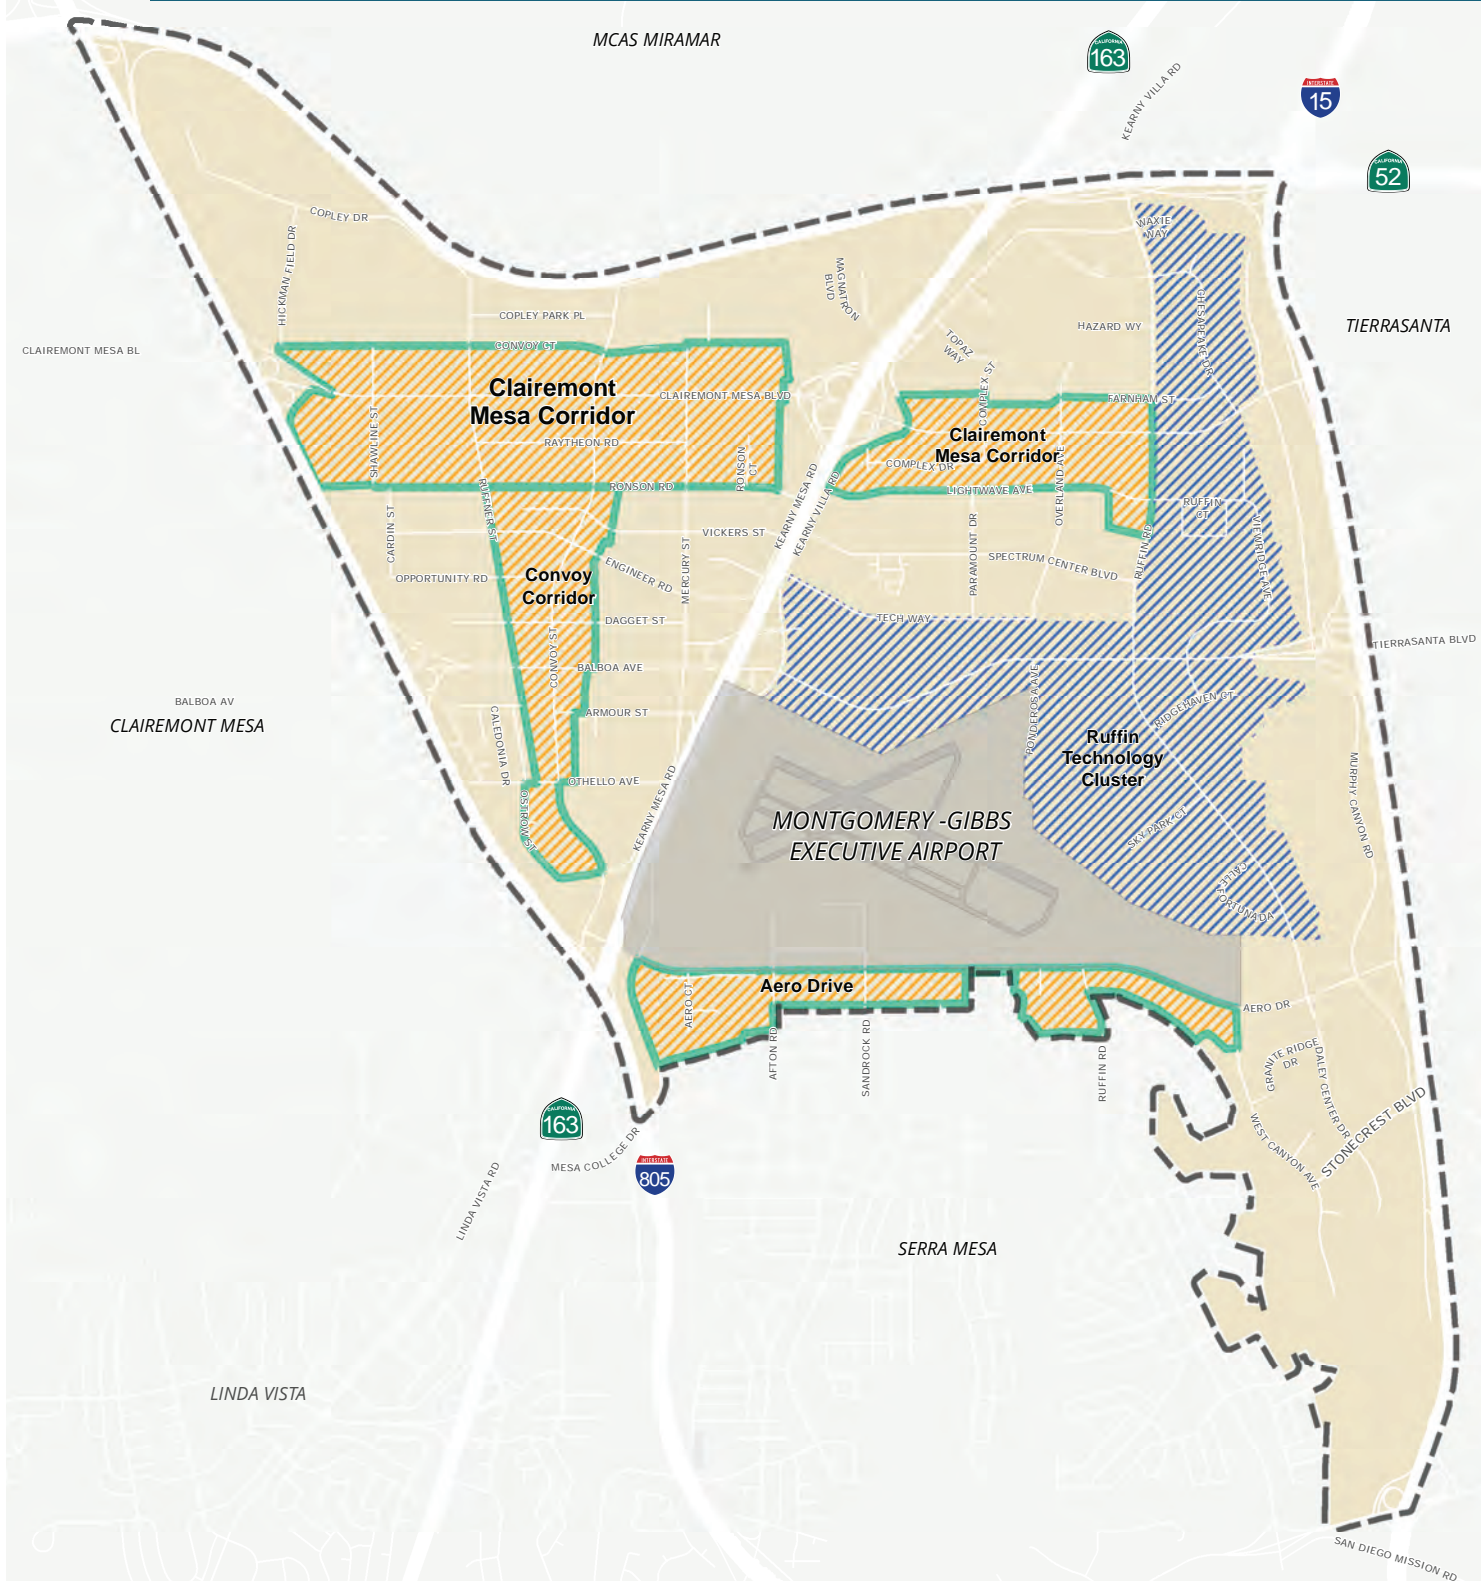 MCAS MIRAMAR
CALIFORNIA
163
KEARNY VILLA RD
INTERSTATE
15
CALIFORNIA
52
COPLEY DR
HICKMAN FIELD DR
WAXIE
WAY
MAGNATRON
BLVD
CHESAPEAKE DR
COPLEY PARK PL
HAZARD WY
TIERRASANTA
CLAIREMONT MESA BL
CONVOY CT
TOPAZ
WAY
COMPLEX ST
Clairemont
Mesa Corridor
CLAIREMONT MESA BLVD
FARNHAM ST
SHAWLINE ST
RAYTHEON RD
Clairemont
Mesa Corridor
COMPLEX DR
OVERLAND AVE
RONSON
CT
RONSON RD
LIGHTWAVE AVE
KEARNY MESA RD
KEARNY VILLA RD
RUFFNER ST
CARDIN ST
VICKERS ST
PARAMOUNT DR
RUFFIN
CT
RUFFIN RD
VIEWRIDGE AVE
ENGINEER RD
MERCURY ST
SPECTRUM CENTER BLVD
Convoy
Corridor
OPPORTUNITY RD
DAGGET ST
TECH WAY
TIERRASANTA BLVD
CONVOY ST
BALBOA AVE
BALBOA AV
CLAIREMONT MESA
ARMOUR ST
PONDEROSA AVE
RIDGEHAVEN CT
CALEDONIA DR
Ruffin
Technology
Cluster
OTHELLO AVE
OSTROW ST
KEARNY MESA RD
MURPHY CANYON RD
MONTGOMERY -GIBBS
EXECUTIVE AIRPORT
SKY PARK CT
CALLE
FORTUNADA
Aero Drive
AERO CT
AERO DR
AFTON RD
SANDROCK RD
RUFFIN RD
GRANITE RIDGE
DR
DALEY CENTER DR
STONECREST BLVD
WEST CANYON AVE
CALIFORNIA
163
MESA COLLEGE DR
INTERSTATE
805
LINDA VISTA RD
SERRA MESA
LINDA VISTA
SAN DIEGO MISSION RD